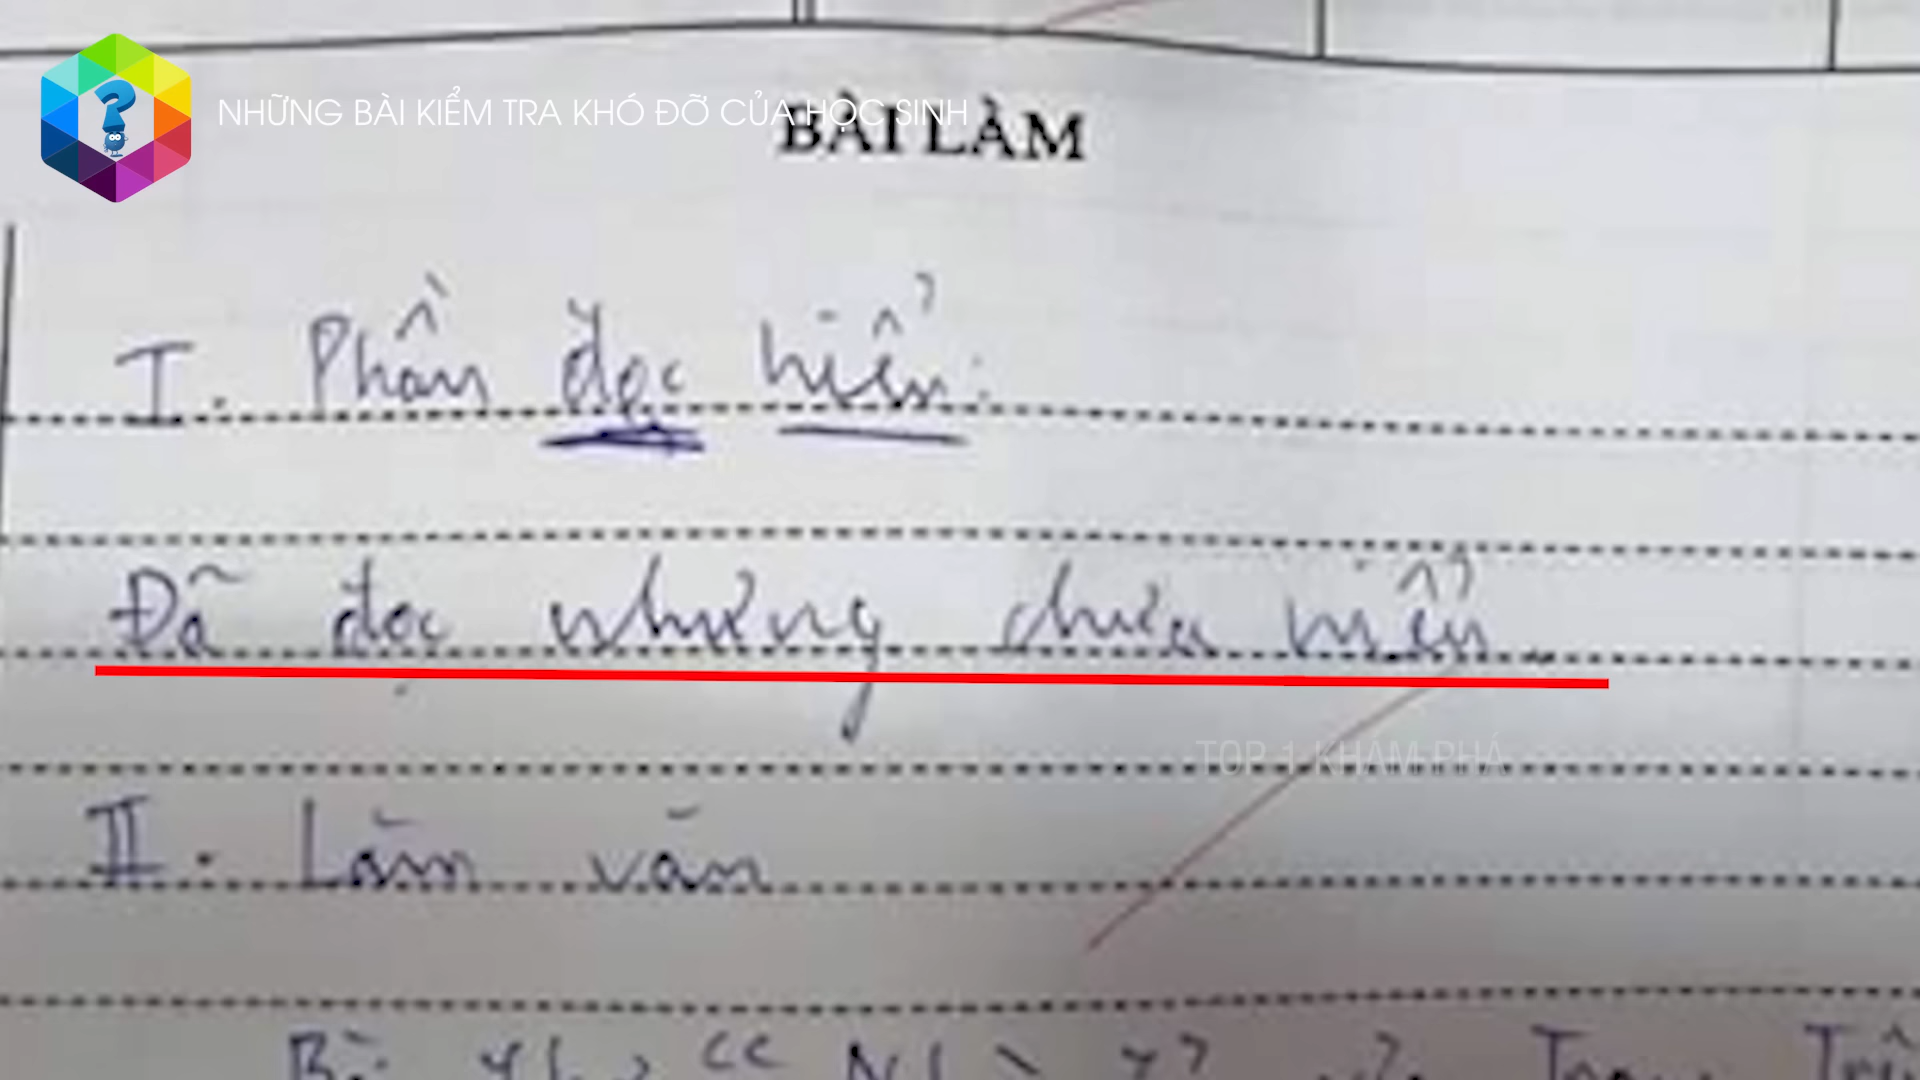 NHỮNG BÀI KIỂM TRA KHÓ ĐỠ CỦA HỌC SINH
BÀI LÀM
I. Phần đọc hiểu:
Đã đọc nhưng chưa hiểu.
TOP 1 KHÁM PHÁ
II. Làm văn